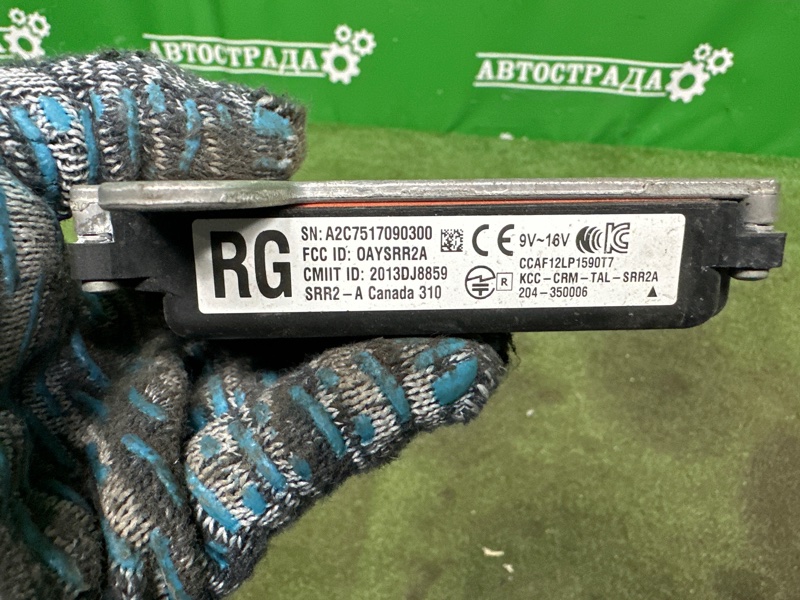 АВТОСТРАДА
АВТОСТРАДА
RG
SN: A2C7517090300
FCC ID: OAYSRR2A
CMIIT ID: 2013DJ8859
SRR2-A Canada 310
CE
9V~16V
CCAF12LP1590T7
R
KCC-CRM-TAL-SRR2A
204-350006